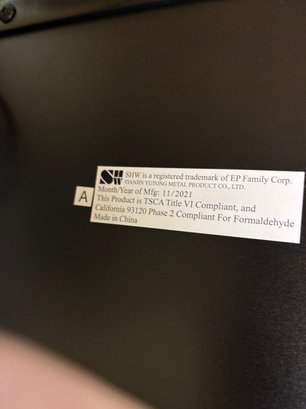 SHW
SHW is a registered trademark of EP Family Corp.
TIANJIN YUTONG METAL PRODUCT CO., LTD.
Month/Year of Mfg: 11/2021
This Product is TSCA Title VI Compliant, and
California 93120 Phase 2 Compliant For Formaldehyde
Made in China
A